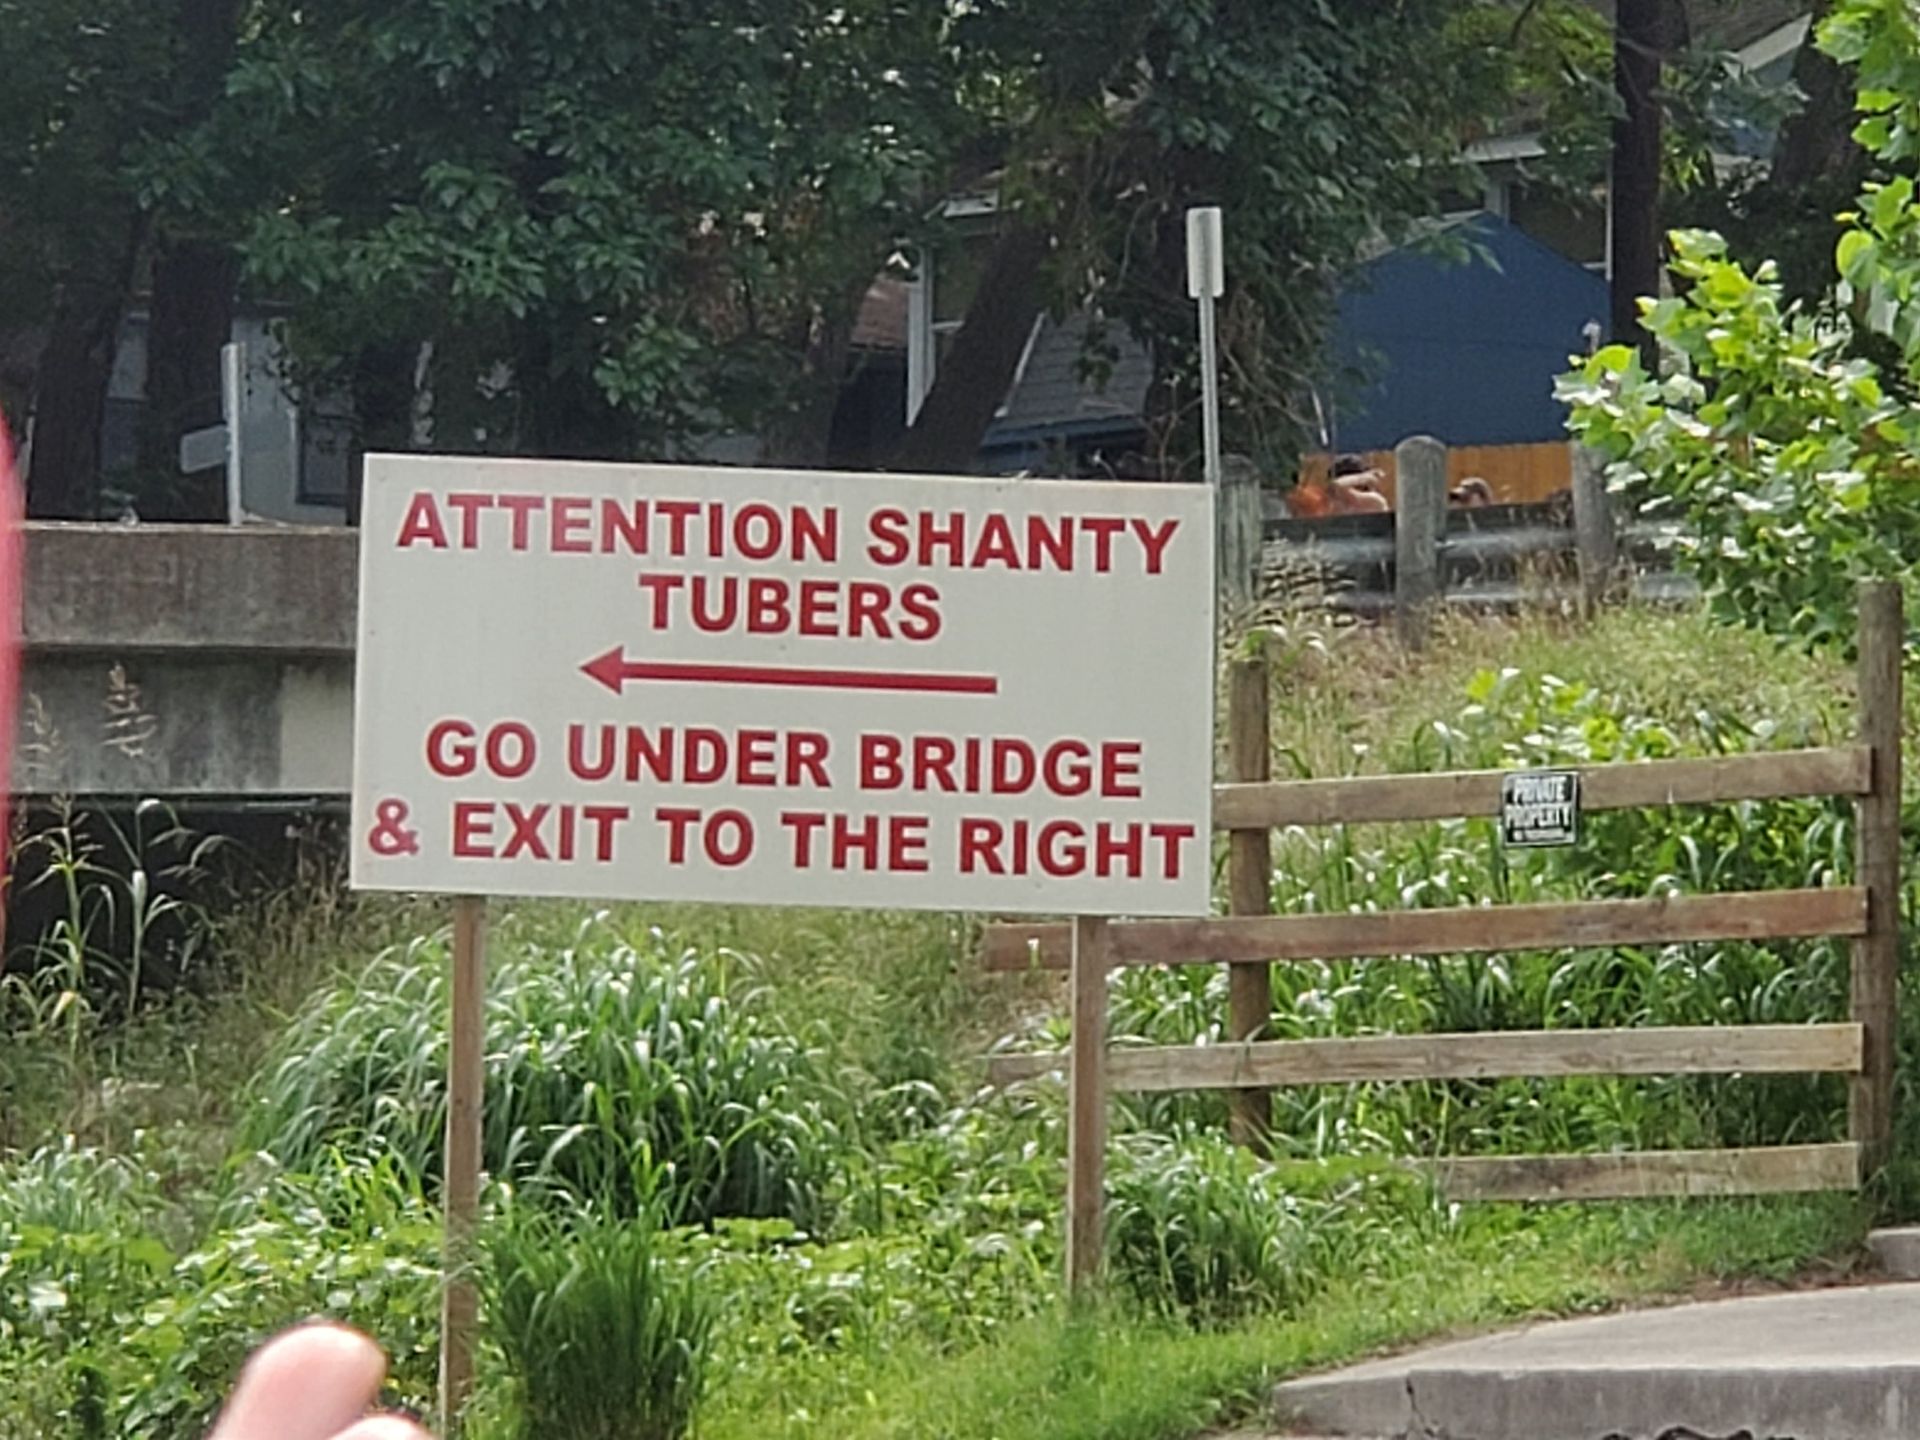 ATTENTION SHANTY
TUBERS
GO UNDER BRIDGE
& EXIT TO THE RIGHT
PRIVATE
PROPERTY